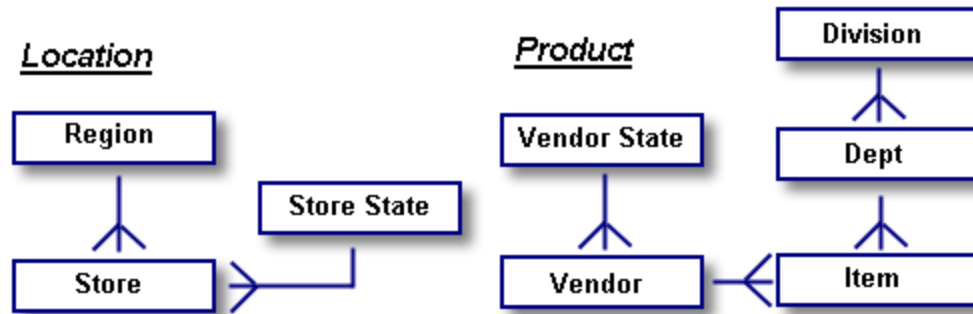 Location
Region
Store State
Store
Product
Division
Vendor State
Dept
Vendor
Item